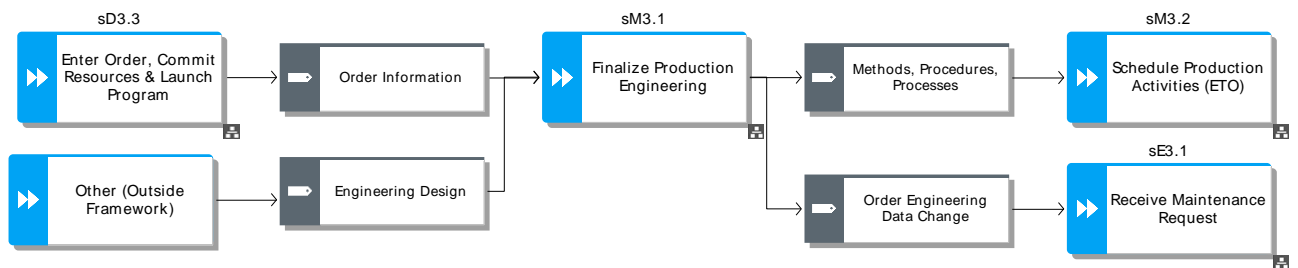 sD3.3
Enter Order, Commit
Resources & Launch
Program
Order Information
sM3.1
Finalize Production
Engineering
Methods, Procedures,
Processes
sM3.2
Schedule Production
Activities (ETO)
Other (Outside
Framework)
Engineering Design
Order Engineering
Data Change
sE3.1
Receive Maintenance
Request